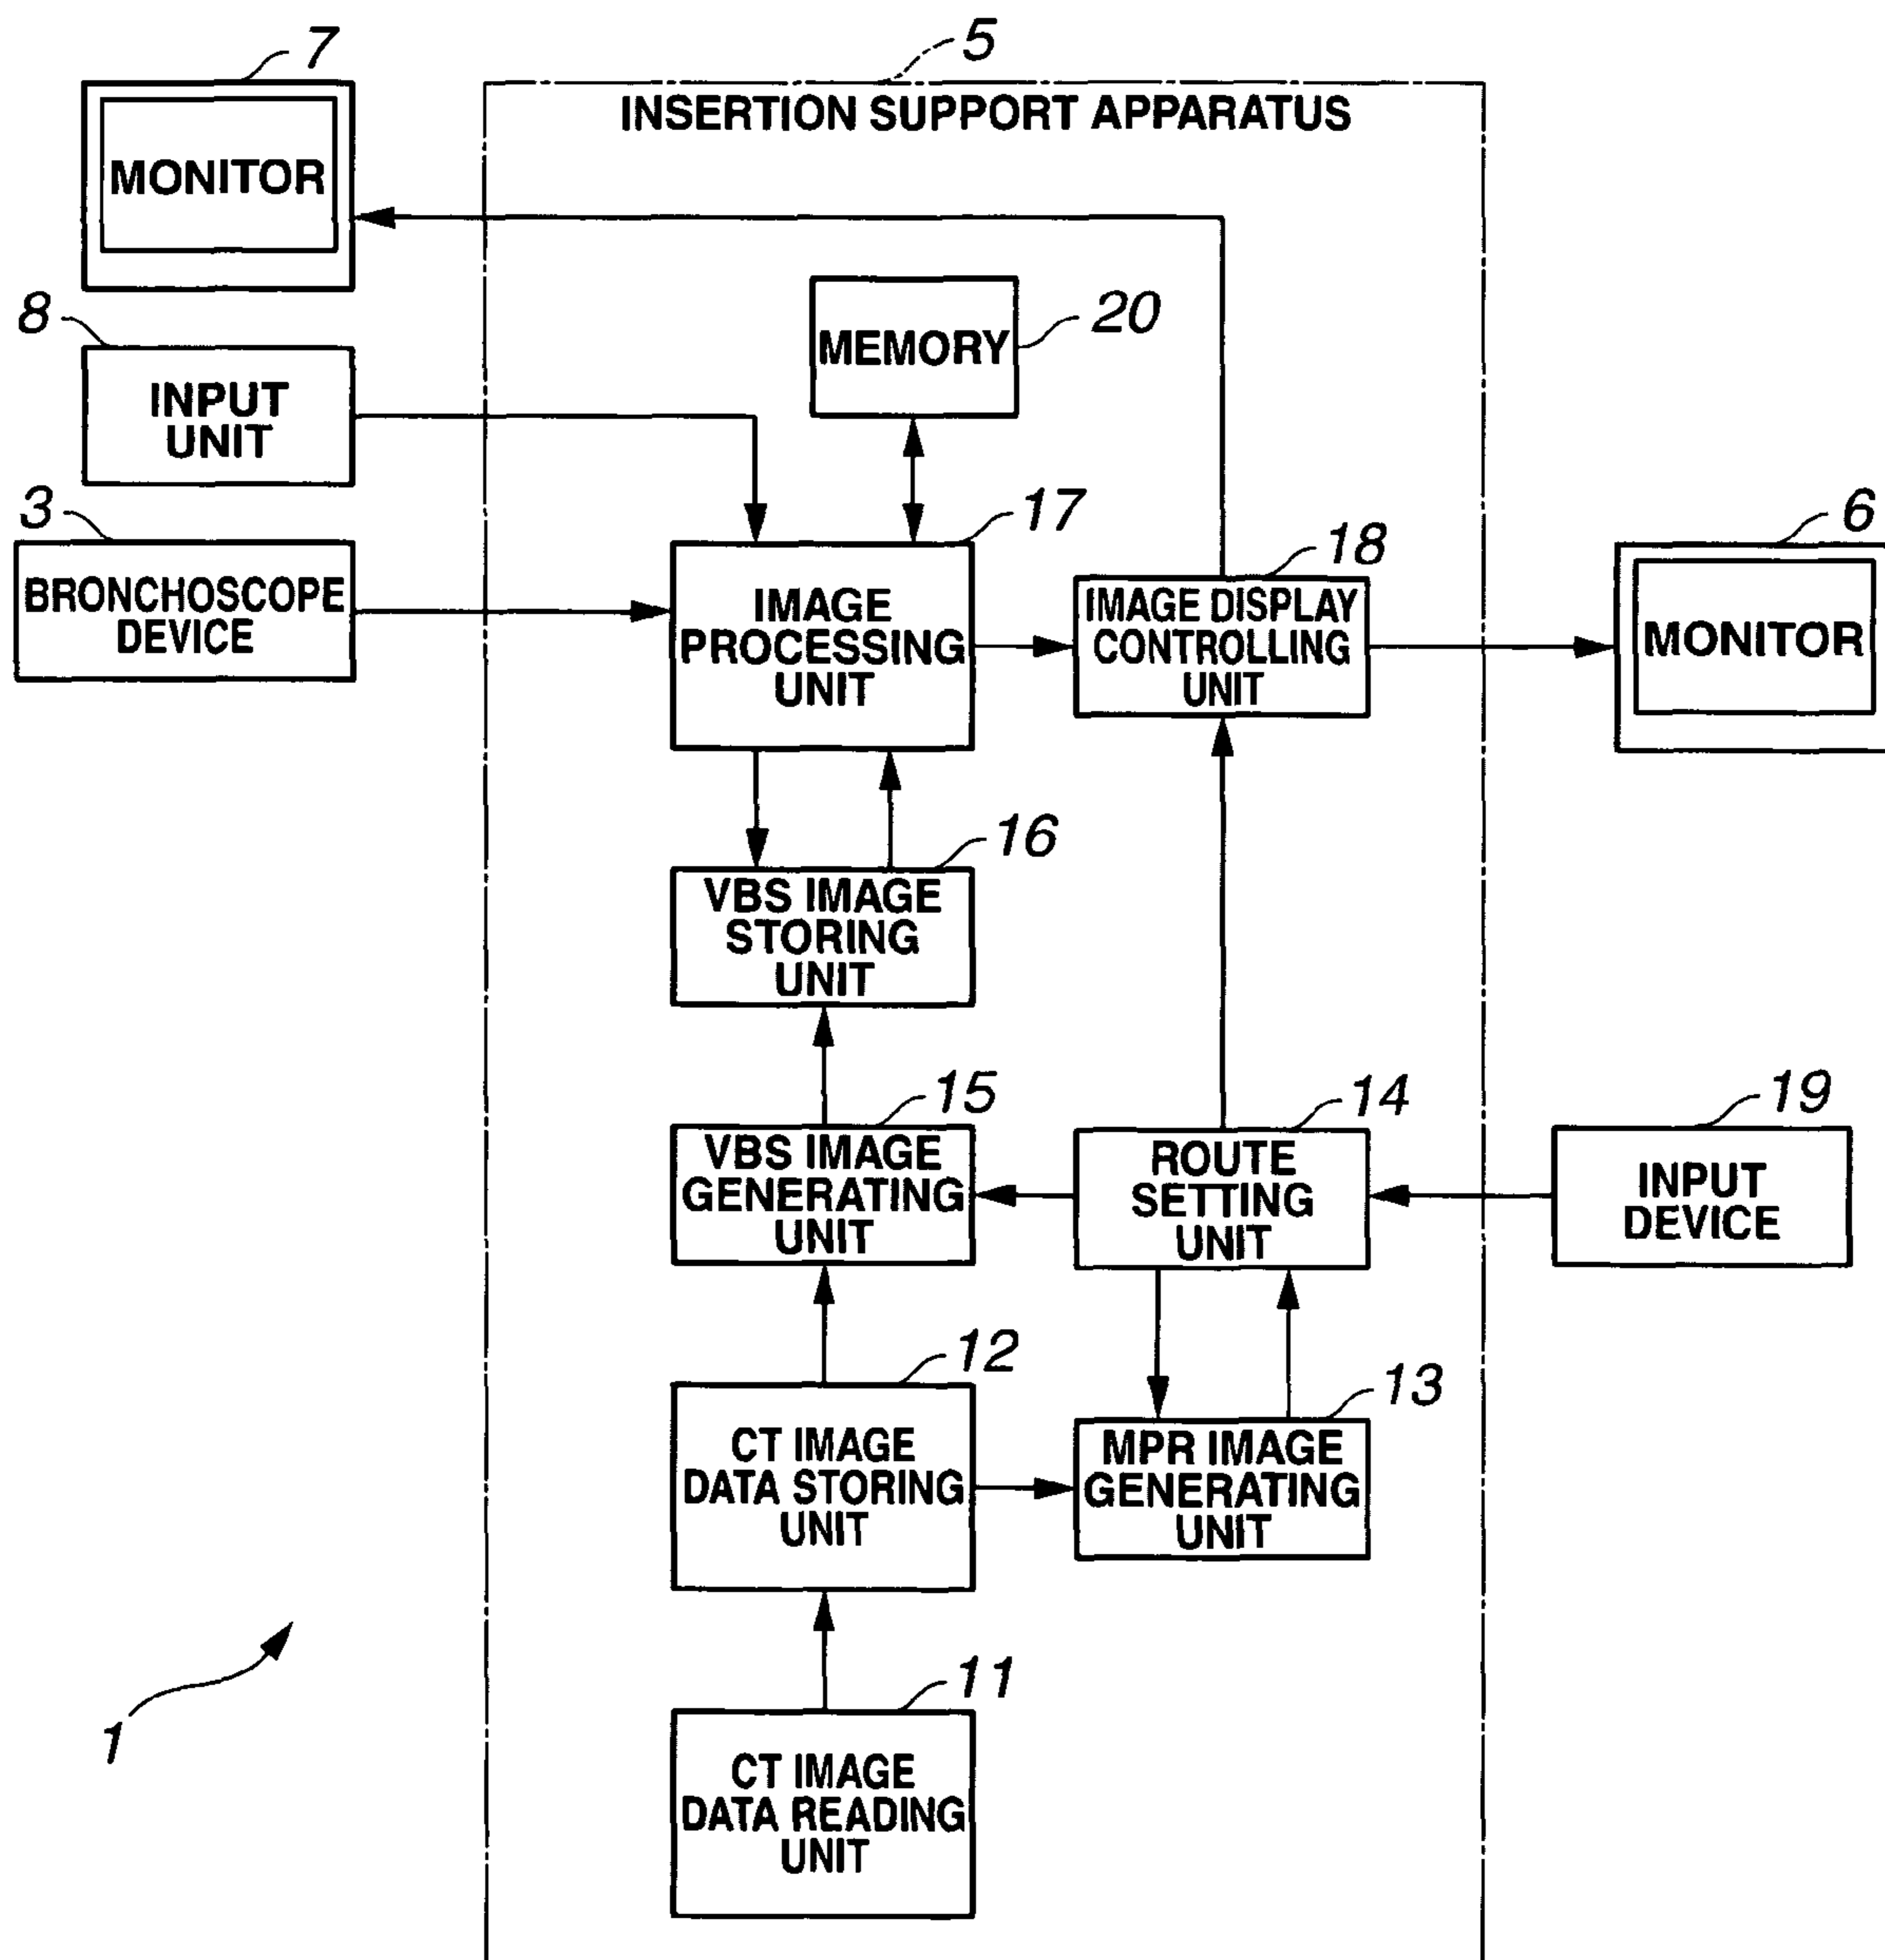 7
5
INSERTION SUPPORT APPARATUS
MONITOR
8
MEMORY
20
INPUT
UNIT
3
17
18
6
BRONCHOSCOPE
DEVICE
IMAGE
PROCESSING
UNIT
IMAGE DISPLAY
CONTROLLING
UNIT
MONITOR
16
VBS IMAGE
STORING
UNIT
15
14
19
VBS IMAGE
GENERATING
UNIT
ROUTE
SETTING
UNIT
INPUT
DEVICE
12
13
CT IMAGE
DATA STORING
UNIT
MPR IMAGE
GENERATING
UNIT
11
1
CT IMAGE
DATA READING
UNIT